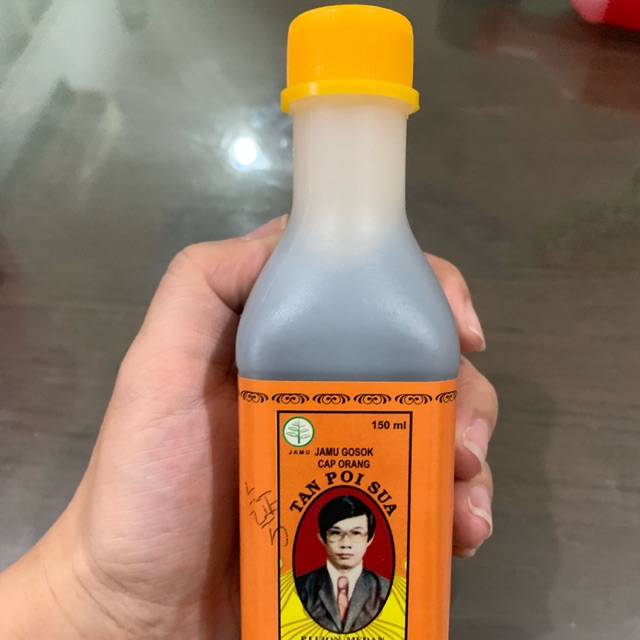 150 ml
JAMU
JAMU GOSOK
CAP ORANG
TAN POI SUA